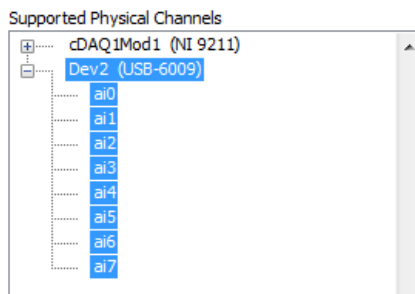 Supported Physical Channels
cDAQ1Mod1 (NI 9211)
Dev2 (USB-6009)
ai0
ai1
ai2
ai3
ai4
ai5
ai6
ai7